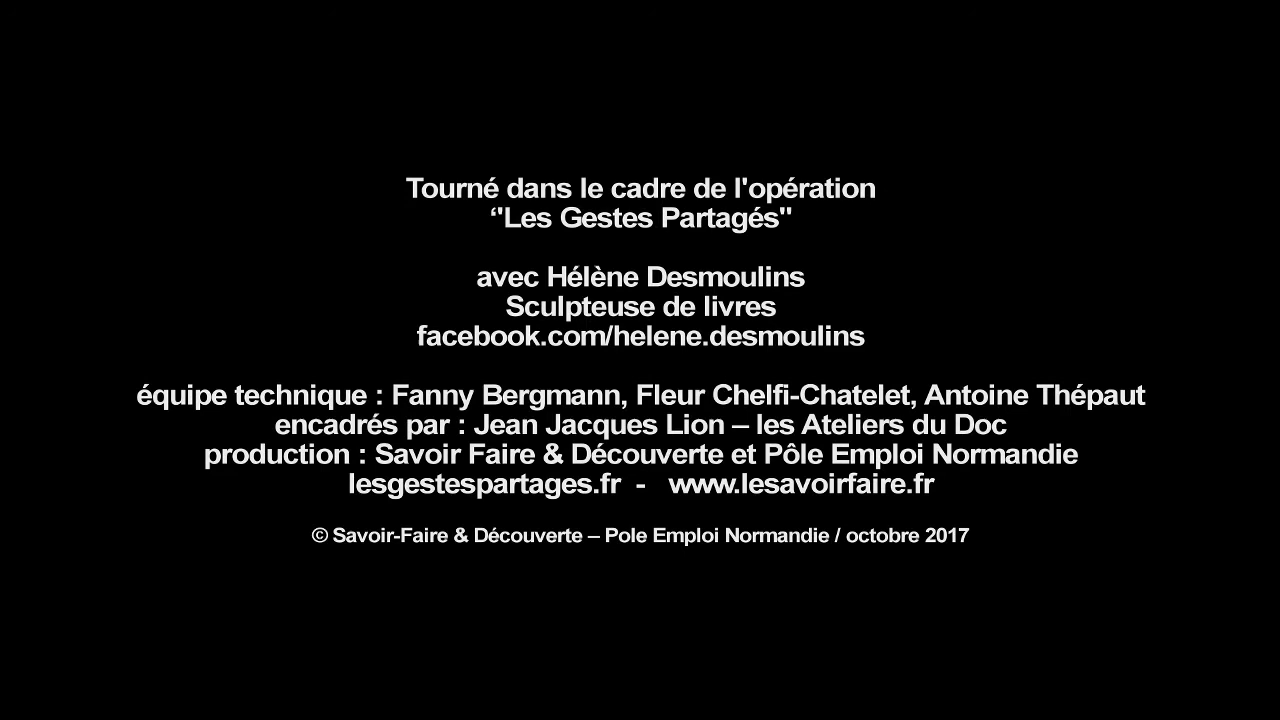 Tourné dans le cadre de l'opération
‘'Les Gestes Partagés"
avec Hélène Desmoulins
Sculpteuse de livres
facebook.com/helene.desmoulins
équipe technique : Fanny Bergmann, Fleur Chelfi-Chatelet, Antoine Thépaut
encadrés par : Jean Jacques Lion – les Ateliers du Doc
production : Savoir Faire & Découverte et Pôle Emploi Normandie
lesgestespartages.fr - www.lesavoirfaire.fr
© Savoir-Faire & Découverte – Pole Emploi Normandie / octobre 2017